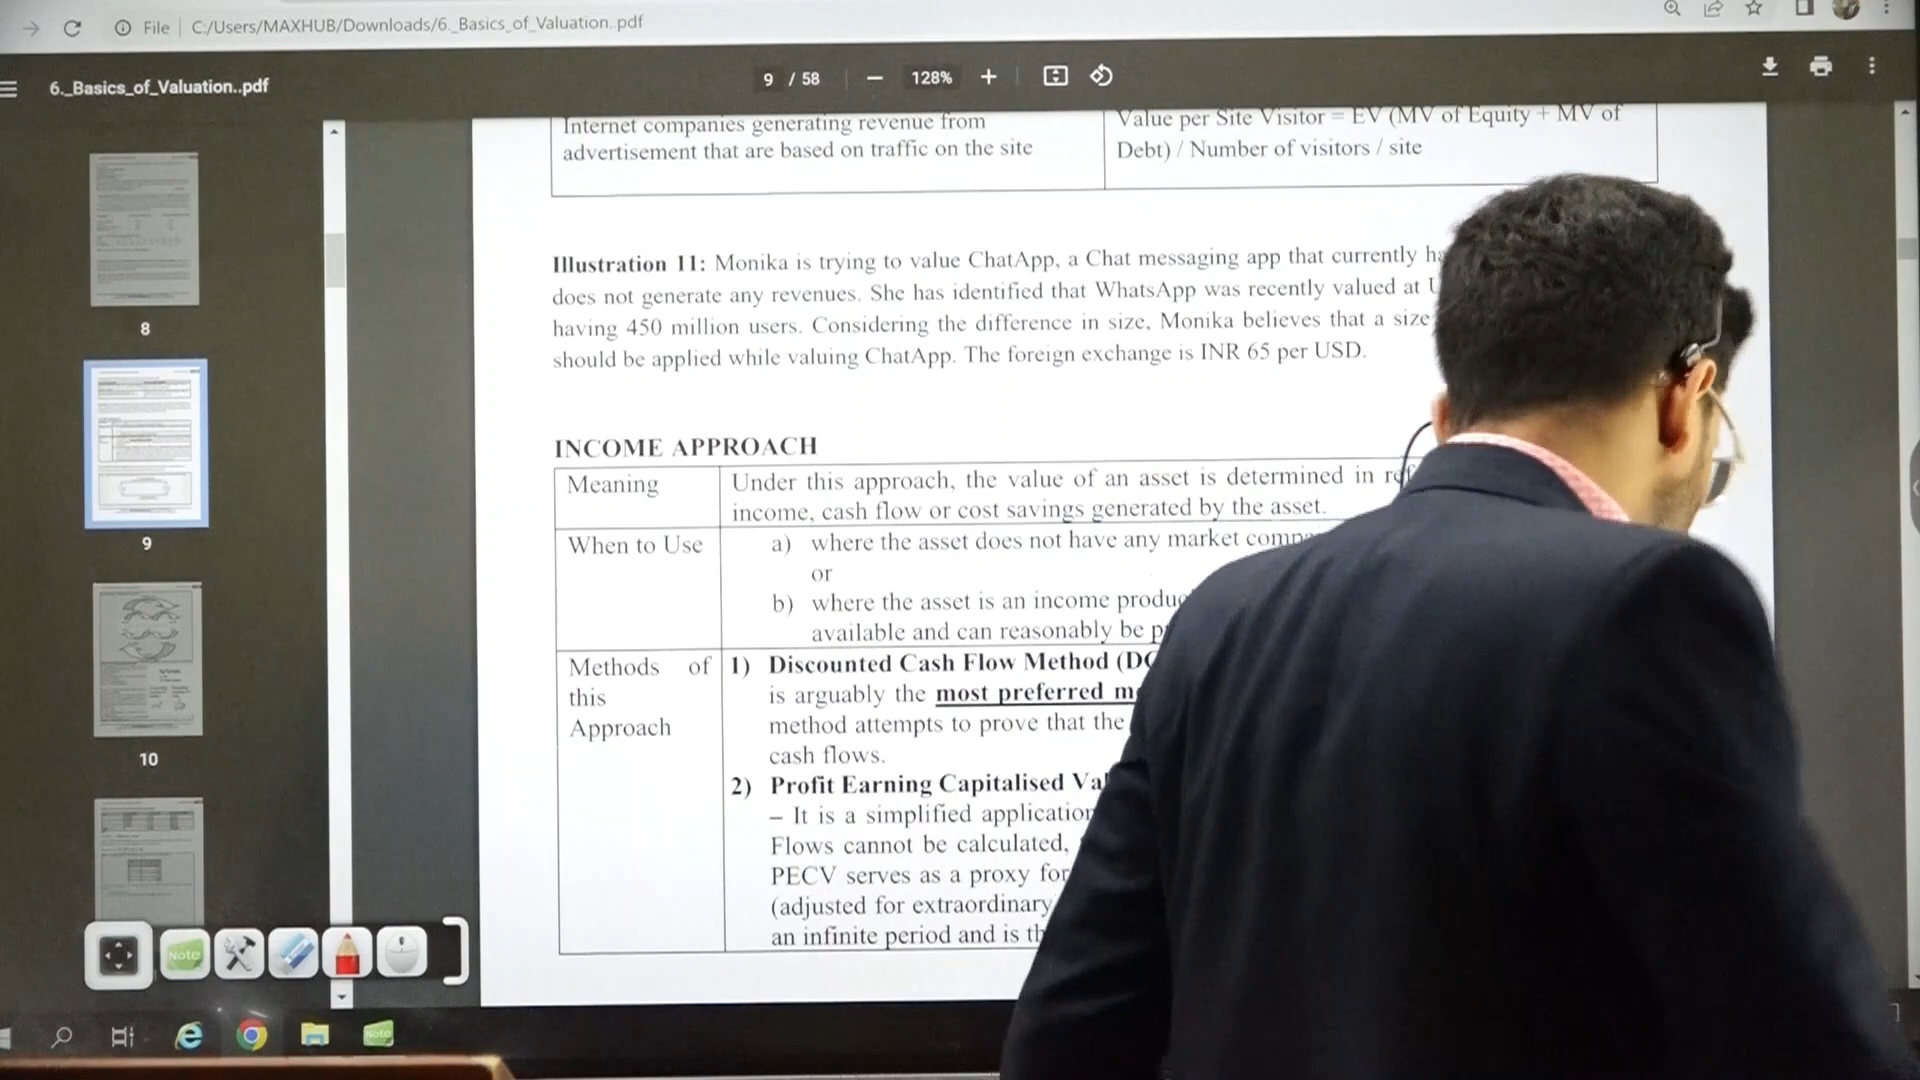 File | C:/Users/MAXHUB/Downloads/6._Basics_of_Valuation..pdf
6._Basics_of_Valuation..pdf
9 / 58
128%
Internet companies generating revenue from
advertisement that are based on traffic on the site
Value per Site Visitor = EV (MV of Equity + MV of
Debt) / Number of visitors / site
Illustration 11: Monika is trying to value ChatApp, a Chat messaging app that currently
does not generate any revenues. She has identified that WhatsApp was recently valued at
having 450 million users. Considering the difference in size, Monika believes that a size
should be applied while valuing ChatApp. The foreign exchange is INR 65 per USD.
INCOME APPROACH
Meaning
Under this approach, the value of an asset is determined in
income, cash flow or cost savings generated by the asset.
When to Use
a) where the asset does not have any market
or
b) where the asset is an income
available and can reasonably be
Methods of
this
Approach
1) Discounted Cash Flow Method
is arguably the most preferred
method attempts to prove that the
cash flows.
2) Profit Earning Capitalised
– It is a simplified application
Flows cannot be calculated,
PECV serves as a proxy for
(adjusted for extraordinary
an infinite period and is
8
9
10
Note
Note